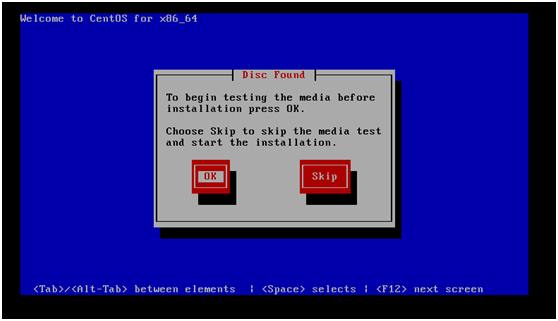 Welcome to CentOS for x86_64
Disc Found
To begin testing the media before
installation press OK.
Choose Skip to skip the media test
and start the installation.
OK Skip
<Tab>/<Alt-Tab> between elements | <Space> selects | <F12> next screen